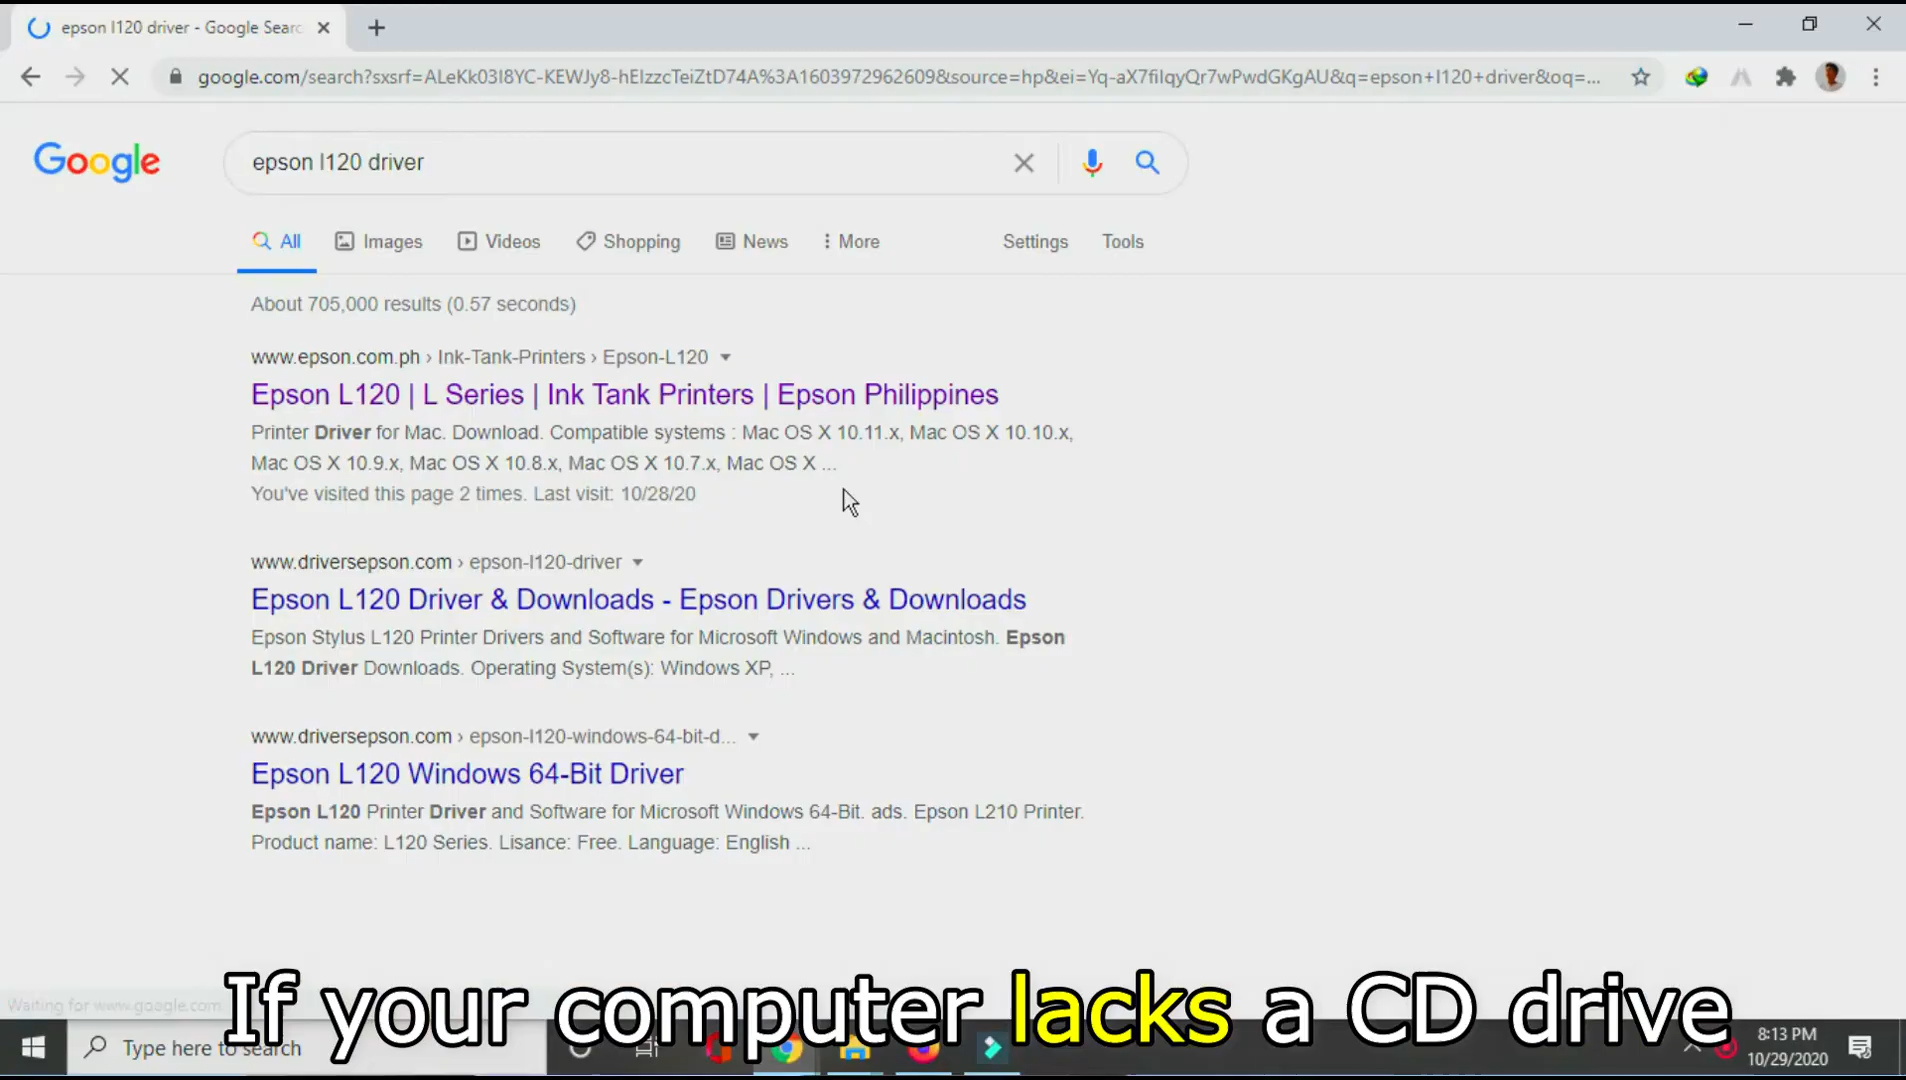 epson l120 driver - Google Searc
google.com/search?sxsrf=ALeKk03I8YC-KEWJy8-hEIzzcTeiZtD74A%3A1603972962609&source=hp&ei=Yq-aX7filqyQr7wPwdGKgAU&q=epson+l120+driver&oq=...
Google
epson l120 driver
All
Images
Videos
Shopping
News
More
Settings
Tools
About 705,000 results (0.57 seconds)
www.epson.com.ph › Ink-Tank-Printers › Epson-L120
Epson L120 | L Series | Ink Tank Printers | Epson Philippines
Printer Driver for Mac. Download. Compatible systems : Mac OS X 10.11.x, Mac OS X 10.10.x,
Mac OS X 10.9.x, Mac OS X 10.8.x, Mac OS X 10.7.x, Mac OS X ...
You've visited this page 2 times. Last visit: 10/28/20
www.driversepson.com › epson-l120-driver
Epson L120 Driver & Downloads - Epson Drivers & Downloads
Epson Stylus L120 Printer Drivers and Software for Microsoft Windows and Macintosh. Epson
L120 Driver Downloads. Operating System(s): Windows XP, ...
www.driversepson.com › epson-l120-windows-64-bit-d...
Epson L120 Windows 64-Bit Driver
Epson L120 Printer Driver and Software for Microsoft Windows 64-Bit. ads. Epson L210 Printer.
Product name: L120 Series. Lisance: Free. Language: English ...
Waiting for www.google.com
If your computer lacks a CD drive
Type here to search
8:13 PM
10/29/2020